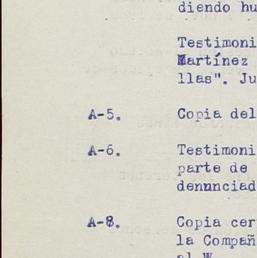 diendo hu
Testimoni
Martínez
llas". Ju
A-5. Copia del
A-6. Testimoni
parte de
denunciad
A-8. Copia cer
la Compañ
al W